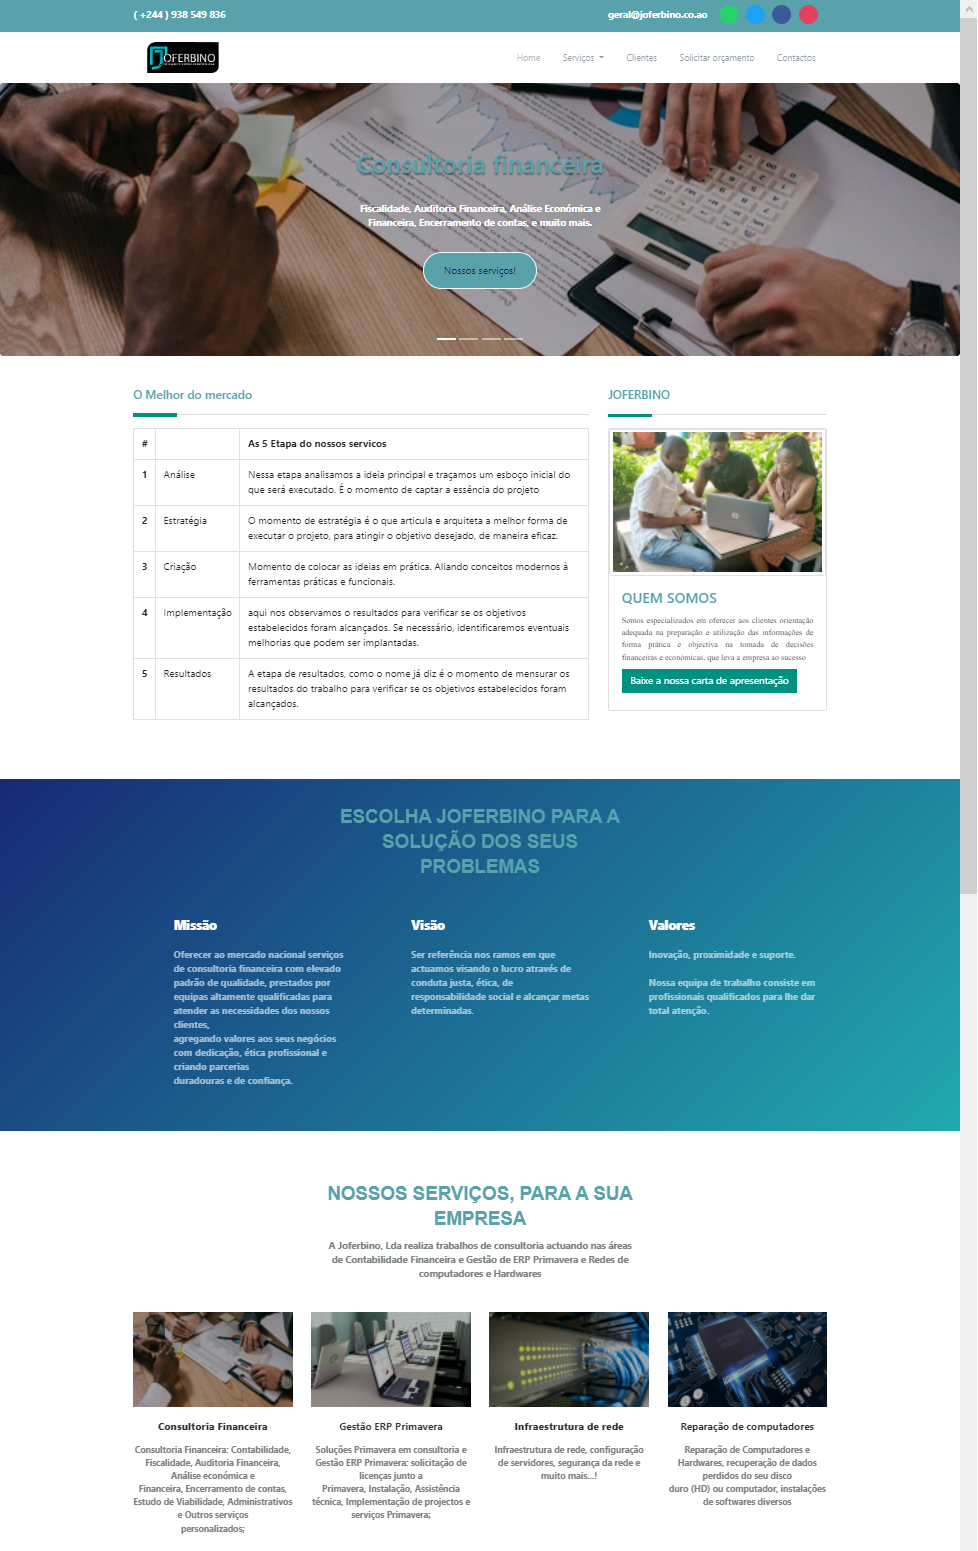 ( +244 ) 938 549 836
geral@joferbino.co.ao
JOFERBINO
Home
Serviços
Clientes
Solicitar orçamento
Contactos
Consultoria financeira
Fiscalidade, Auditoria Financeira, Análise Económica e
Financeira, Encerramento de contas, e muito mais.
Nossos serviços!
O Melhor do mercado
# As 5 Etapa do nossos servicos
1 Análise Nessa etapa analisamos a ideia principal e traçamos um esboço inicial do
que será executado. É o momento de captar a essência do projeto
2 Estratégia O momento de estratégia é o que articula e arquiteta a melhor forma de
executar o projeto, para atingir o objetivo desejado, de maneira eficaz.
3 Criação Momento de colocar as ideias em prática. Aliando conceitos modernos à
ferramentas práticas e funcionais.
4 Implementação aqui nos observamos o resultados para verificar se os objetivos
estabelecidos foram alcançados. Se necessário, identificaremos eventuais
melhorias que podem ser implantadas.
5 Resultados A etapa de resultados, como o nome já diz é o momento de mensurar os
resultados do trabalho para verificar se os objetivos estabelecidos foram
alcançados.
JOFERBINO
QUEM SOMOS
Somos especializados em oferecer aos clientes orientação
adequada na preparação e utilização das informações de
forma prática e objectiva na tomada de decisões
financeiras e económicas, que leva a empresa ao sucesso
Baixe a nossa carta de apresentação
ESCOLHA JOFERBINO PARA A
SOLUÇÃO DOS SEUS
PROBLEMAS
Missão
Oferecer ao mercado nacional serviços
de consultoria financeira com elevado
padrão de qualidade, prestados por
equipas altamente qualificadas para
atender as necessidades dos nossos
clientes,
agregando valores aos seus negócios
com dedicação, ética profissional e
criando parcerias
duradouras e de confiança.
Visão
Ser referência nos ramos em que
actuamos visando o lucro através de
conduta justa, ética, de
responsabilidade social e alcançar metas
determinadas.
Valores
Inovação, proximidade e suporte.
Nossa equipa de trabalho consiste em
profissionais qualificados para lhe dar
total atenção.
NOSSOS SERVIÇOS, PARA A SUA
EMPRESA
A Joferbino, Lda realiza trabalhos de consultoria actuando nas áreas
de Contabilidade Financeira e Gestão de ERP Primavera e Redes de
computadores e Hardwares
Consultoria Financeira
Consultoria Financeira: Contabilidade,
Fiscalidade, Auditoria Financeira,
Análise económica e
Financeira, Encerramento de contas,
Estudo de Viabilidade, Administrativos
e Outros serviços
personalizados;
Gestão ERP Primavera
Soluções Primavera em consultoria e
Gestão ERP Primavera: solicitação de
licenças junto a
Primavera, Instalação, Assistência
técnica, Implementação de projectos e
serviços Primavera;
Infraestrutura de rede
Infraestrutura de rede, configuração
de servidores, segurança da rede e
muito mais...!
Reparação de computadores
Reparação de Computadores e
Hardwares, recuperação de dados
perdidos do seu disco
duro (HD) ou computador, instalações
de softwares diversos